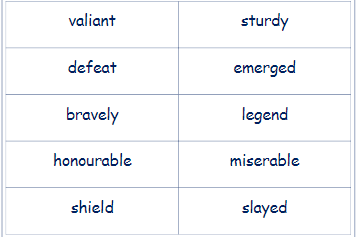 valiant sturdy
defeat emerged
bravely legend
honourable miserable
shield slayed